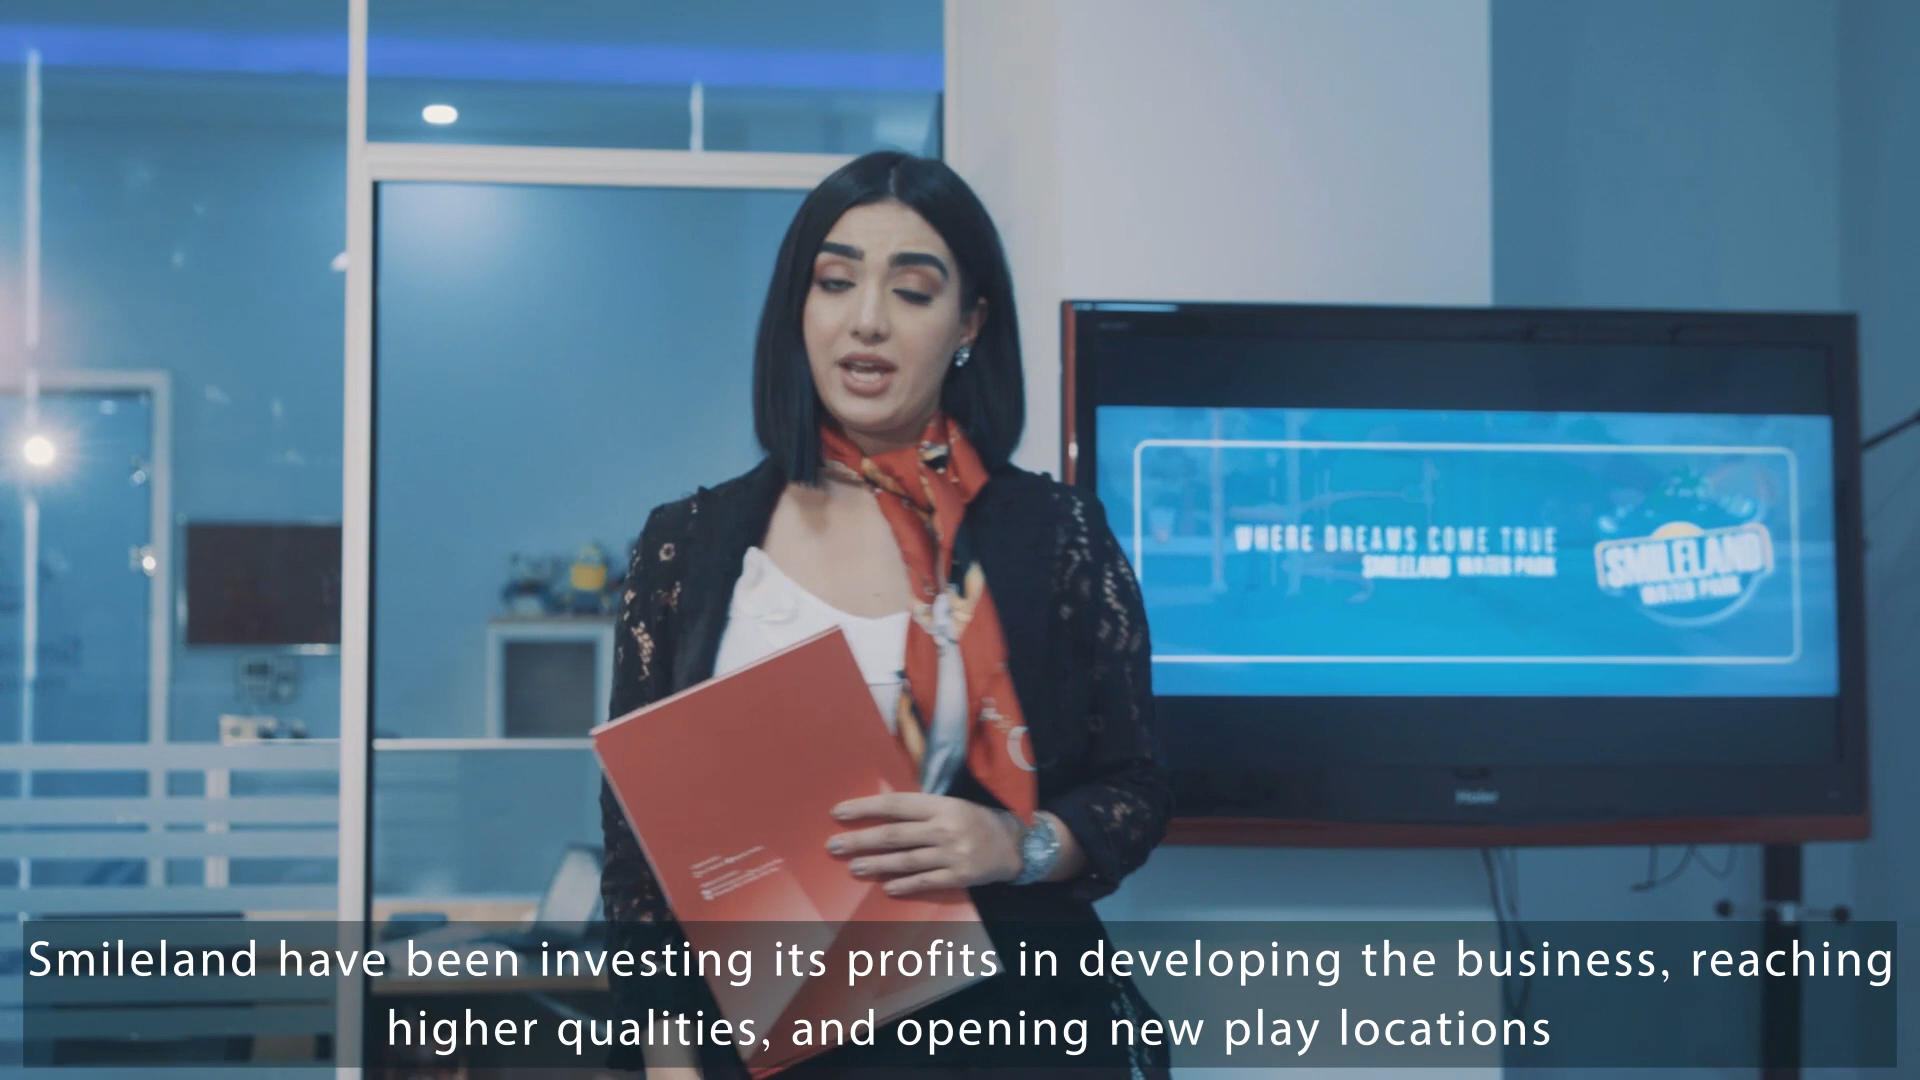 WHERE DREAMS COME TRUE
SMILELAND WATER PARK
SMILELAND
WATER PARK
Haier
Smileland have been investing its profits in developing the business, reaching
higher qualities, and opening new play locations